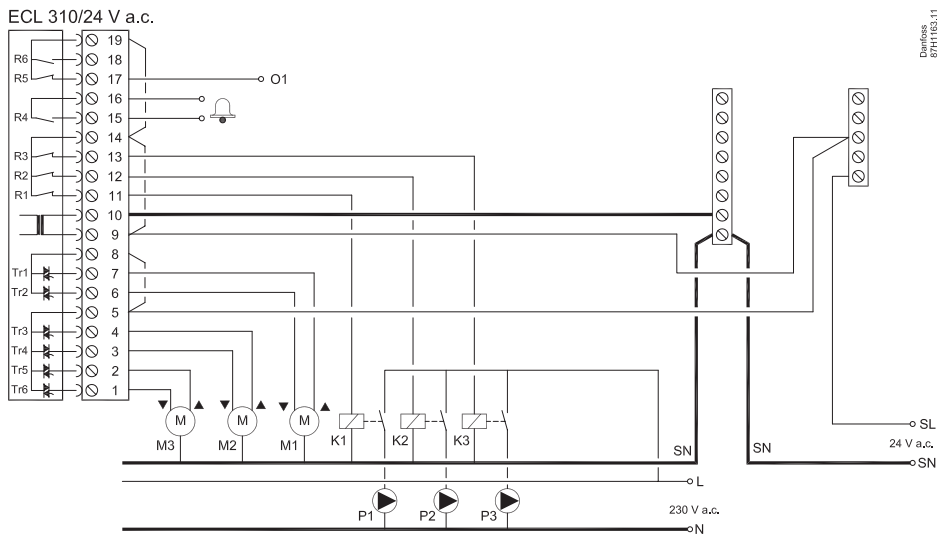 ECL 310/24 V a.c.
Danfoss
87H1163.11
19
R6 18
R5 17 O1
16
R4 15
14
R3 13
R2 12
R1 11
10
9
8
Tr1 7
Tr2 6
5
Tr3 4
Tr4 3
Tr5 2
Tr6 1
M M M
M3 M2 M1 K1 K2 K3
SL
24 V a.c.
SN SN SN
L
P1 P2 P3 230 V a.c.
N